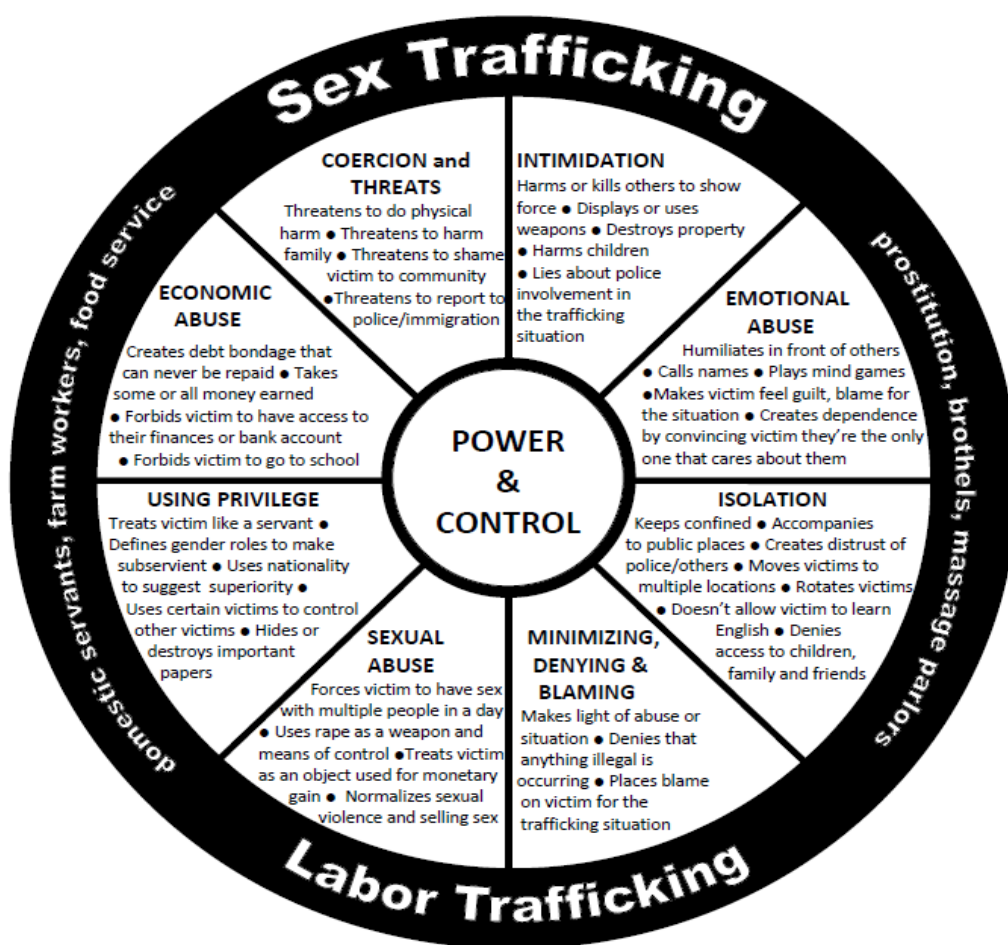 Sex Trafficking
COERCION and
THREATS
Threatens to do physical
harm ● Threatens to harm
family ● Threatens to shame
victim to community
●Threatens to report to
police/immigration
INTIMIDATION
Harms or kills others to show
force ● Displays or uses
weapons ● Destroys property
● Harms children
● Lies about police
involvement in
the trafficking
situation
EMOTIONAL
ABUSE
Humiliates in front of others
● Calls names ● Plays mind games
●Makes victim feel guilt, blame for
the situation ● Creates dependence
by convincing victim they’re the only
one that cares about them
ISOLATION
Keeps confined ● Accompanies
to public places ● Creates distrust of
police/others ● Moves victims to
multiple locations ● Rotates victims
● Doesn’t allow victim to learn
English ● Denies
access to children,
family and friends
MINIMIZING,
DENYING &
BLAMING
Makes light of abuse or
situation ● Denies that
anything illegal is
occurring ● Places blame
on victim for the
trafficking situation
SEXUAL
ABUSE
Forces victim to have sex
with multiple people in a day
● Uses rape as a weapon and
means of control ●Treats victim
as an object used for monetary
gain ● Normalizes sexual
violence and selling sex
USING PRIVILEGE
Treats victim like a servant ●
Defines gender roles to make
subservient ● Uses nationality
to suggest superiority ●
Uses certain victims to control
other victims ● Hides or
destroys important
papers
ECONOMIC
ABUSE
Creates debt bondage that
can never be repaid ● Takes
some or all money earned
● Forbids victim to have access to
their finances or bank account
● Forbids victim to go to school
POWER
&
CONTROL
prostitution, brothels, massage parlors
domestic servants, farm workers, food service
Labor Trafficking